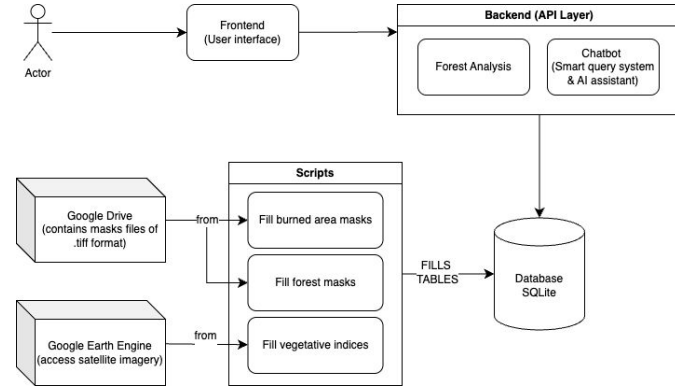 Actor
Frontend
(User interface)
Backend (API Layer)
Forest Analysis
Chatbot
(Smart query system
& AI assistant)
Google Drive
(contains masks files of
.tiff format)
from
Scripts
Fill burned area masks
Fill forest masks
Google Earth Engine
(access satellite imagery)
from
Fill vegetative indices
FILLS
TABLES
Database
SQLite